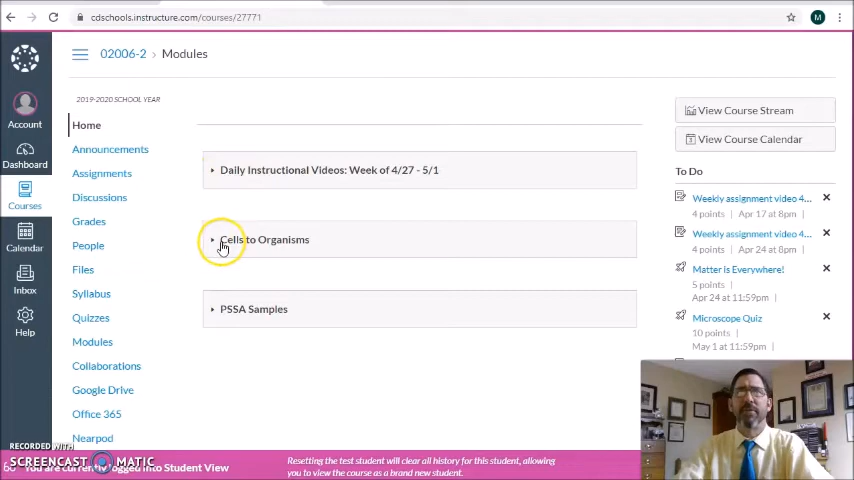 cdschools.instructure.com/courses/27771
M
02006-2 > Modules
2019-2020 SCHOOL YEAR
Account
Dashboard
Courses
Calendar
Inbox
Help
Home
Announcements
Assignments
Discussions
Grades
People
Files
Syllabus
Quizzes
Modules
Collaborations
Google Drive
Office 365
Nearpod
Daily Instructional Videos: Week of 4/27 - 5/1
Cells to Organisms
PSSA Samples
View Course Stream
View Course Calendar
To Do
Weekly assignment video 4...
4 points | Apr 17 at 8pm
Weekly assignment video 4...
4 points | Apr 24 at 8pm
Matter is Everywhere!
5 points
Apr 24 at 11:59pm
Microscope Quiz
10 points
May 1 at 11:59pm
RECORDED WITH
SCREENCAST MATIC
You are currently logged into Student View
Resetting the test student will clear all history for this student, allowing
you to view the course as a brand new student.